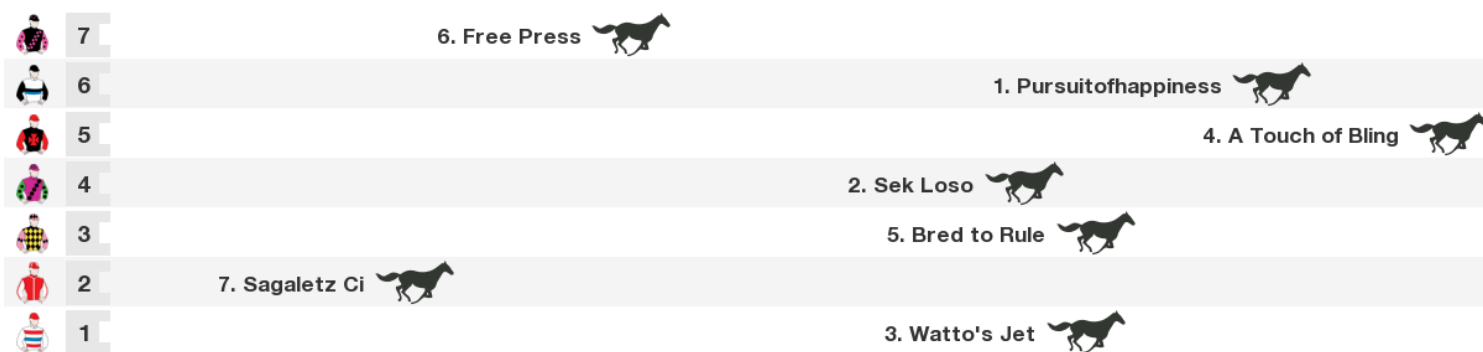 7 6. Free Press
6 1. Pursuitofhappiness
5 4. A Touch of Bling
4 2. Sek Loso
3 5. Bred to Rule
2 7. Sagaletz Ci
1 3. Watto's Jet